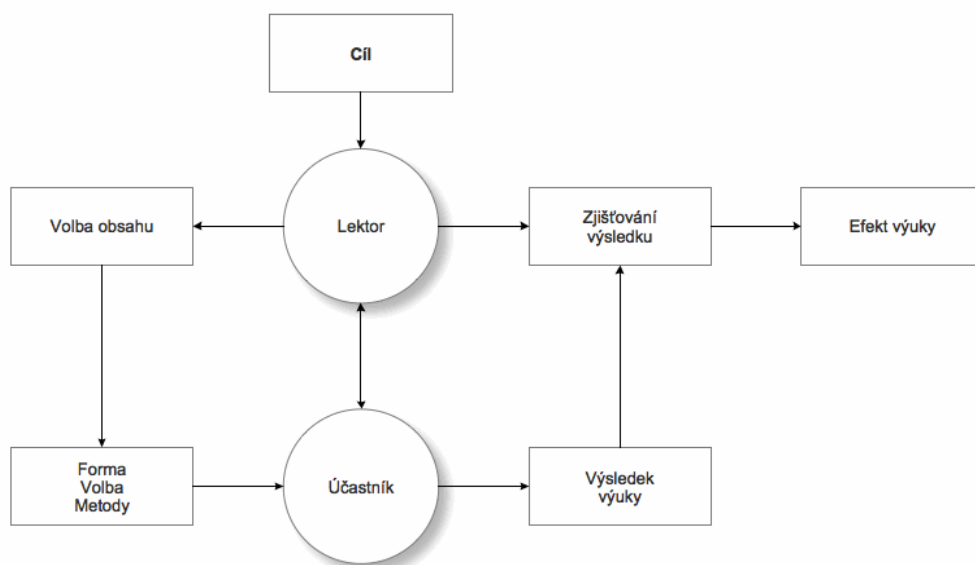 Cíl
Volba obsahu
Lektor
Zjišťování
výsledku
Efekt výuky
Forma
Volba
Metody
Účastník
Výsledek
výuky